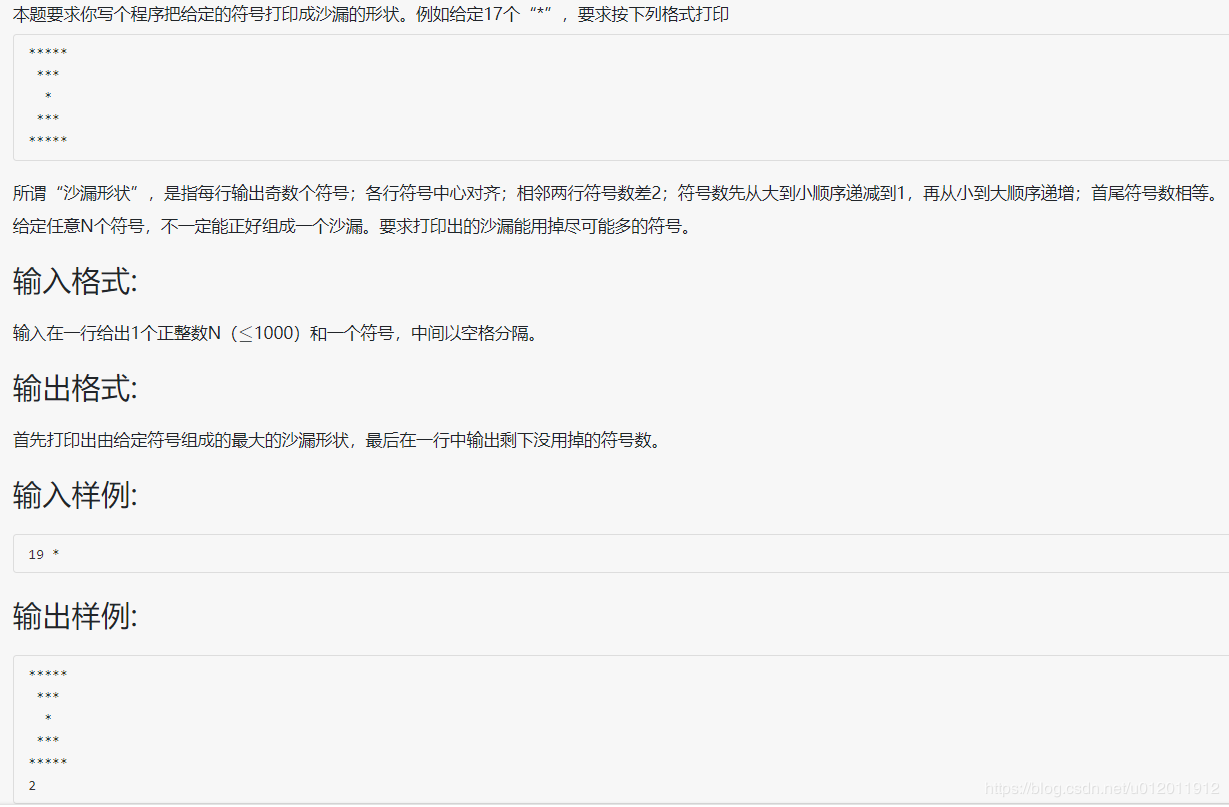 本题要求你写个程序把给定的符号打印成沙漏的形状。例如给定17个“*”，要求按下列格式打印
*****
 ***
  *
 ***
*****
所谓“沙漏形状”，是指每行输出奇数个符号；各行符号中心对齐；相邻两行符号数差2；符号数先从大到小顺序递减到1，再从小到大顺序递增；首尾符号数相等。
给定任意N个符号，不一定能正好组成一个沙漏。要求打印出的沙漏能用掉尽可能多的符号。
输入格式:
输入在一行给出1个正整数N（≤1000）和一个符号，中间以空格分隔。
输出格式:
首先打印出由给定符号组成的最大的沙漏形状，最后在一行中输出剩下没用掉的符号数。
输入样例:
19 *
输出样例:
*****
 ***
  *
 ***
*****
2
https://blog.csdn.net/u012011912